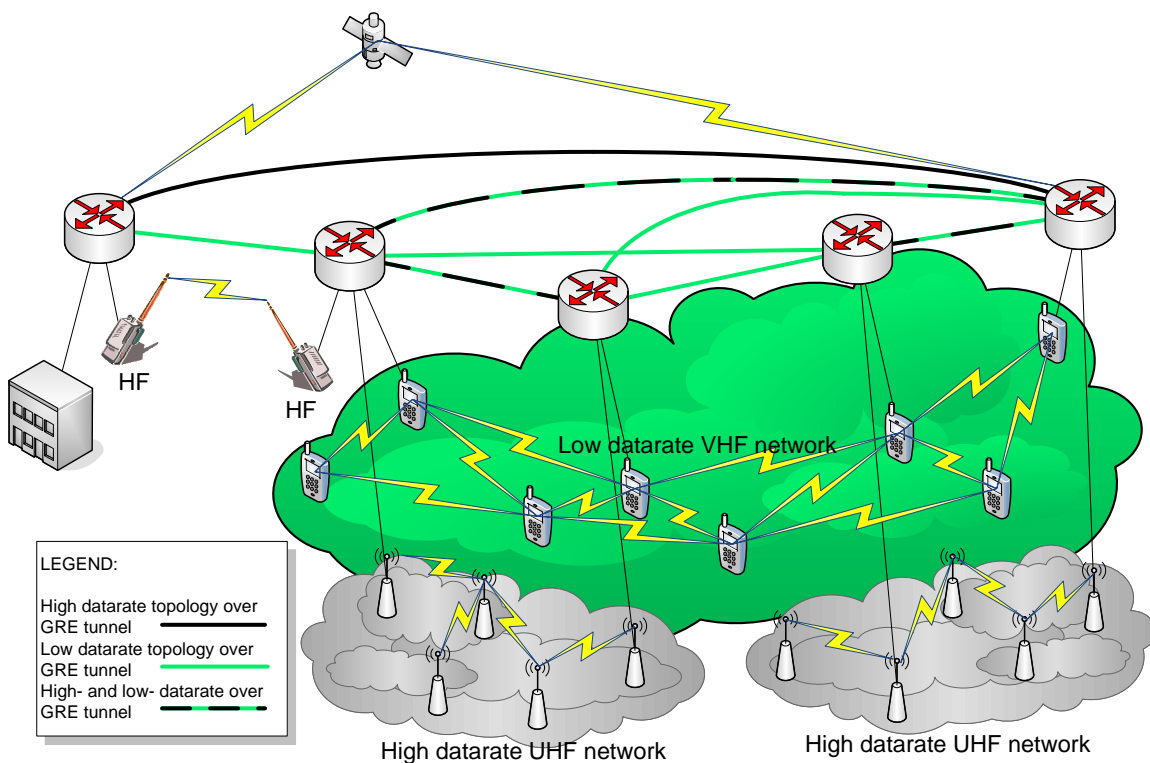 HF
HF
Low datarate VHF network
LEGEND:
High datarate topology over
GRE tunnel
Low datarate topology over
GRE tunnel
High- and low- datarate over
GRE tunnel
High datarate UHF network
High datarate UHF network